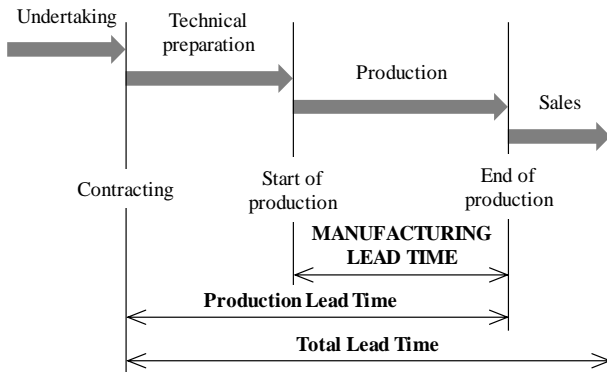 Undertaking
Technical
preparation
Production
Sales
Contracting
Start of
production
End of
production
MANUFACTURING
LEAD TIME
Production Lead Time
Total Lead Time